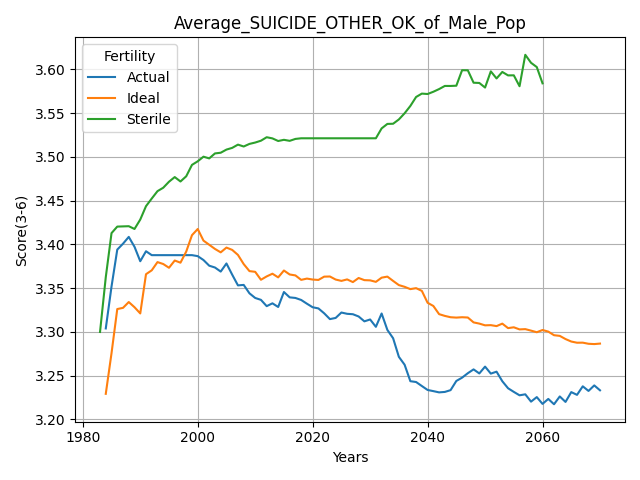 Average_SUICIDE_OTHER_OK_of_Male_Pop
Fertility
Actual
Ideal
Sterile
Score(3-6)
3.60
3.55
3.50
3.45
3.40
3.35
3.30
3.25
3.20
1980 2000 2020 2040 2060
Years